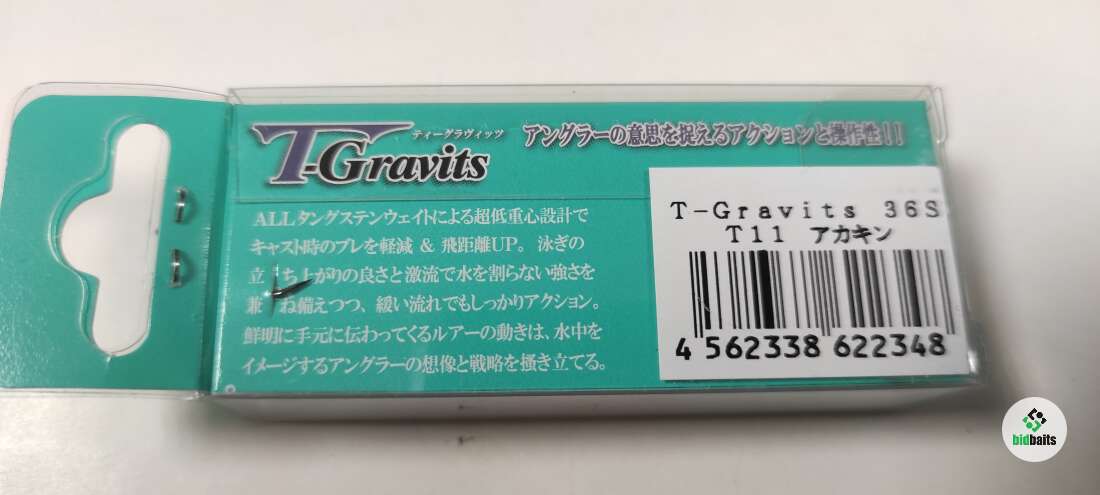 ティーグラヴィッツ
T-Gravits
アングラーの意思を捉えるアクションと操作性!!
ALLタングステンウェイトによる超低重心設計で
キャスト時のブレを軽減 & 飛距離UP。泳ぎの
立ち上がりの良さと激流で水を割らない強さを
兼ね備えつつ、緩い流れでもしっかりアクション。
鮮明に手元に伝わってくるルアーの動きは、水中を
イメージするアングラーの想像と戦略を掻き立てる。
T-Gravits 36S
T11 アカキン
4 562338 622348
bidbaits